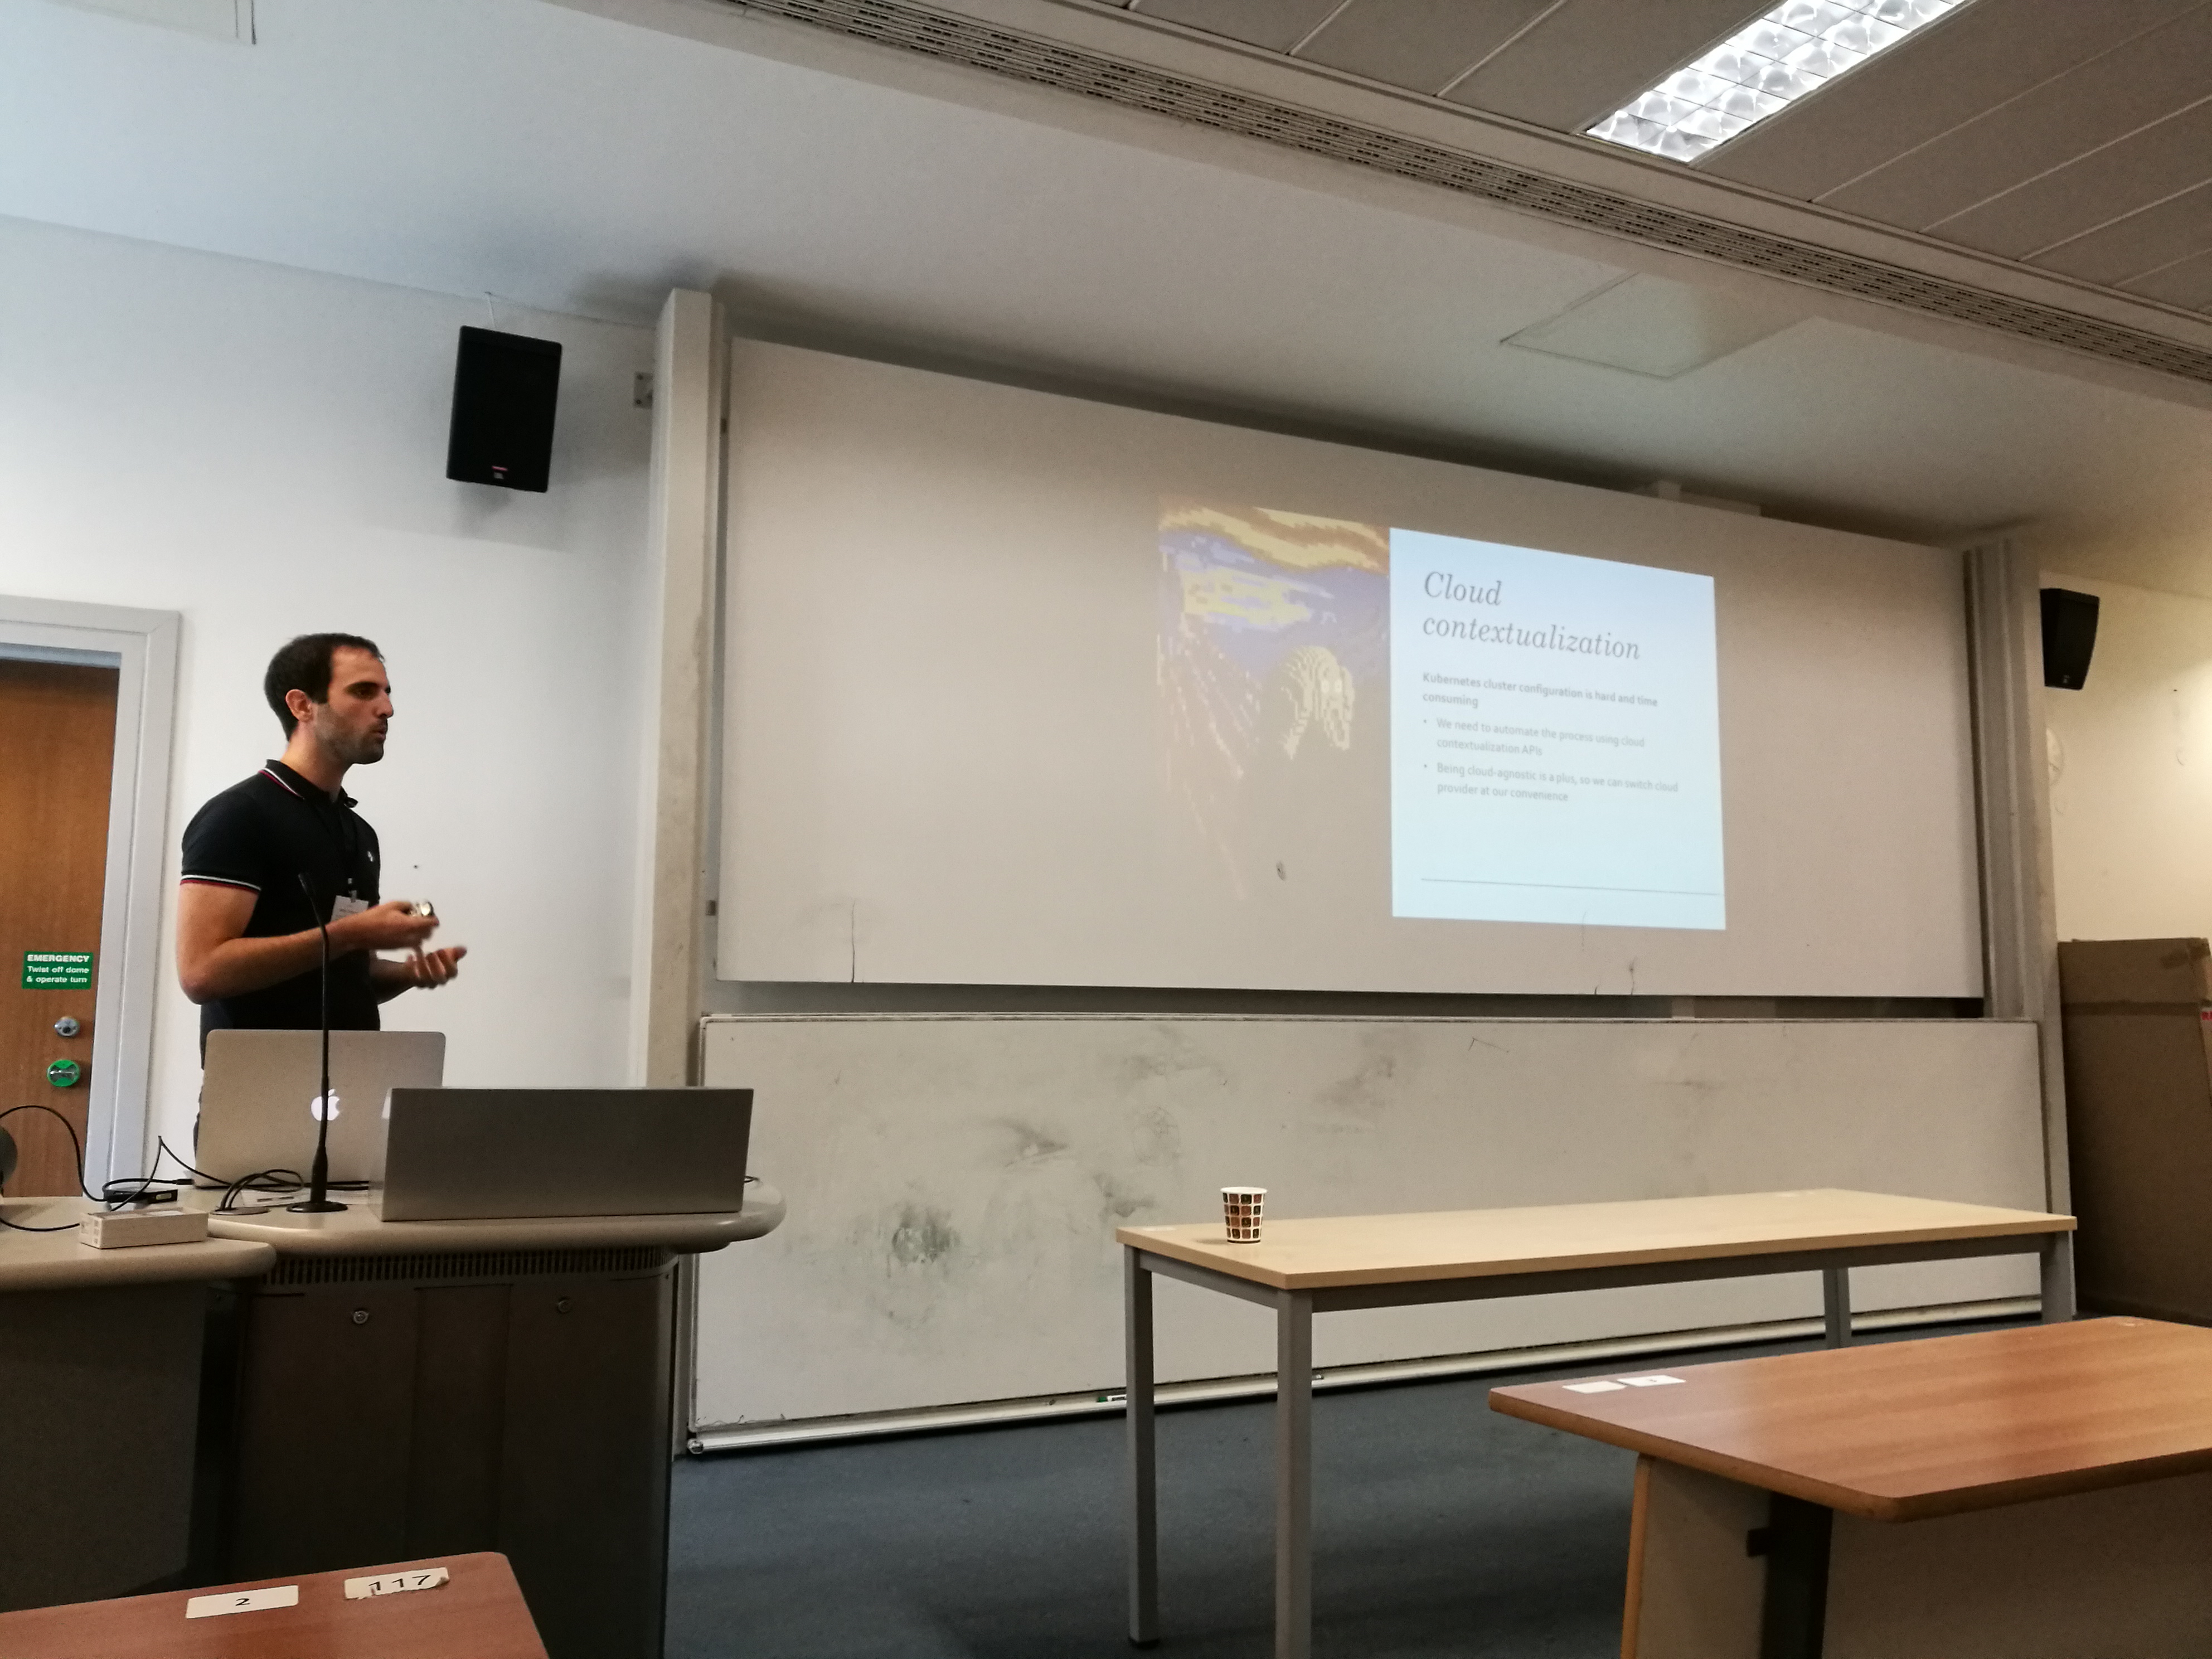 Cloud
contextualization
Kubernetes cluster configuration is hard and time
consuming
• We need to automate the process using cloud
contextualization APIs
• Being cloud-agnostic is a plus, so we can switch cloud
provider at our convenience
EMERGENCY
Twist off dome
& operate turn
2
117